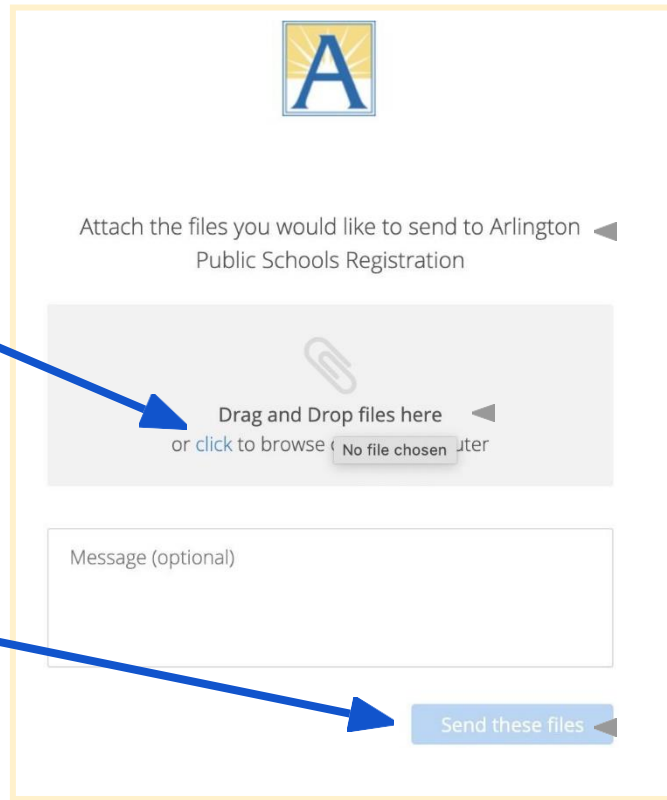 A
Attach the files you would like to send to Arlington
Public Schools Registration
Drag and Drop files here
or click to browse No file chosen uter
Message (optional)
Send these files